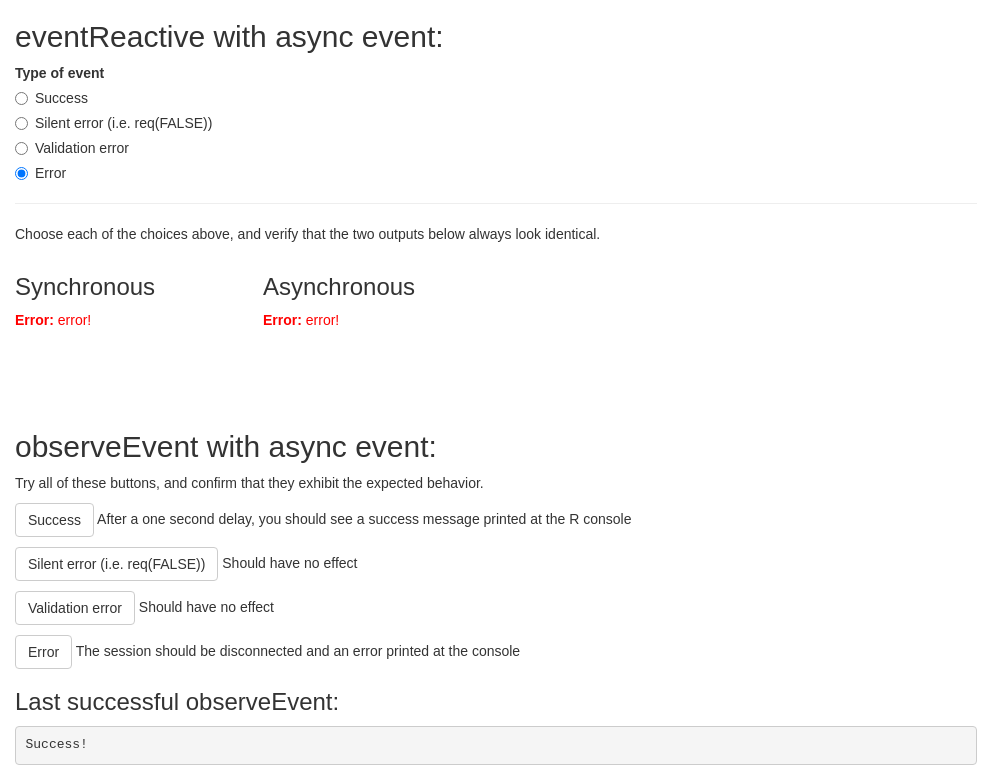 eventReactive with async event:
Type of event
Success
Silent error (i.e. req(FALSE))
Validation error
Error
Choose each of the choices above, and verify that the two outputs below always look identical.
Synchronous
Asynchronous
Error: error!
Error: error!
observeEvent with async event:
Try all of these buttons, and confirm that they exhibit the expected behavior.
Success After a one second delay, you should see a success message printed at the R console
Silent error (i.e. req(FALSE)) Should have no effect
Validation error Should have no effect
Error The session should be disconnected and an error printed at the console
Last successful observeEvent:
Success!